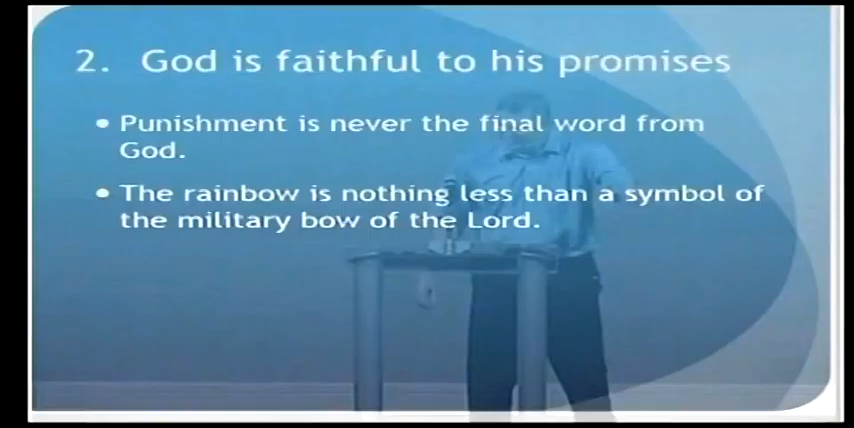 2. God is faithful to his promises
• Punishment is never the final word from
God.
• The rainbow is nothing less than a symbol of
the military bow of the Lord.